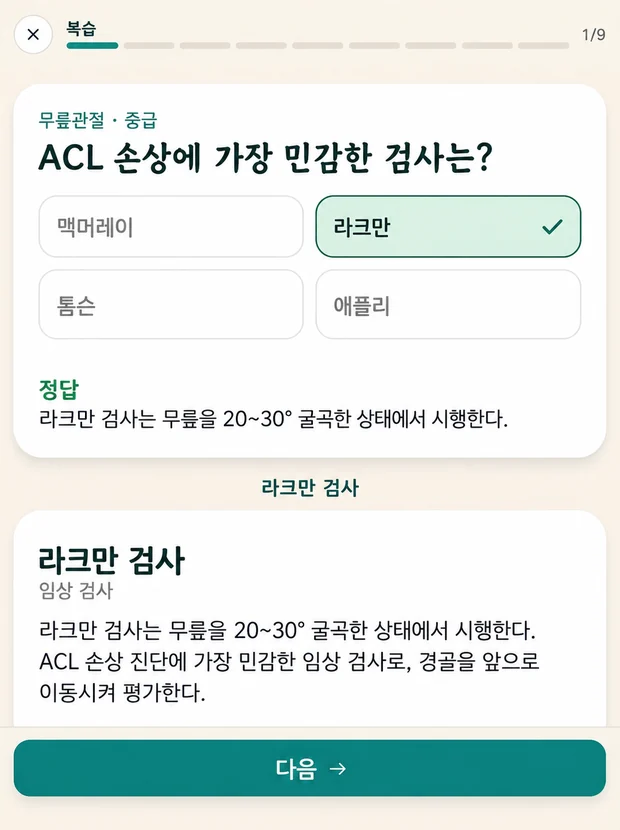 복습
1/9
무릎관절 · 중급
ACL 손상에 가장 민감한 검사는?
맥머레이
라크만
톰슨
애플리
정답
라크만 검사는 무릎을 20~30° 굴곡한 상태에서 시행한다.
라크만 검사
라크만 검사
임상 검사
라크만 검사는 무릎을 20~30° 굴곡한 상태에서 시행한다.
ACL 손상 진단에 가장 민감한 임상 검사로, 경골을 앞으로
이동시켜 평가한다.
다음 →